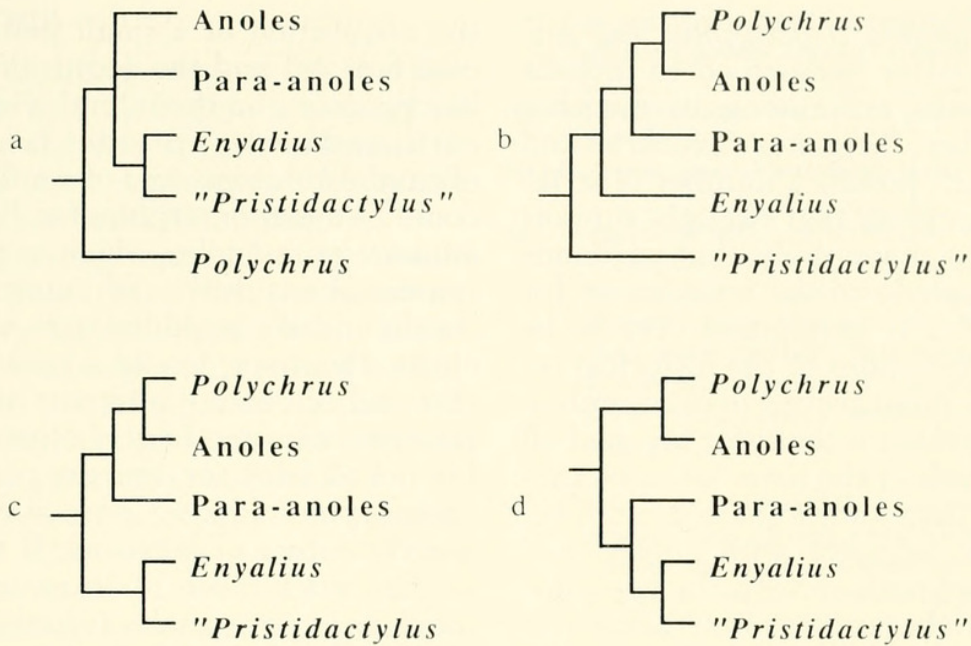 a
Anoles
Para-anoles
Enyalius
"Pristidactylus"
Polychrus
b
Polychrus
Anoles
Para-anoles
Enyalius
"Pristidactylus"
c
Polychrus
Anoles
Para-anoles
Enyalius
"Pristidactylus
d
Polychrus
Anoles
Para-anoles
Enyalius
"Pristidactylus"